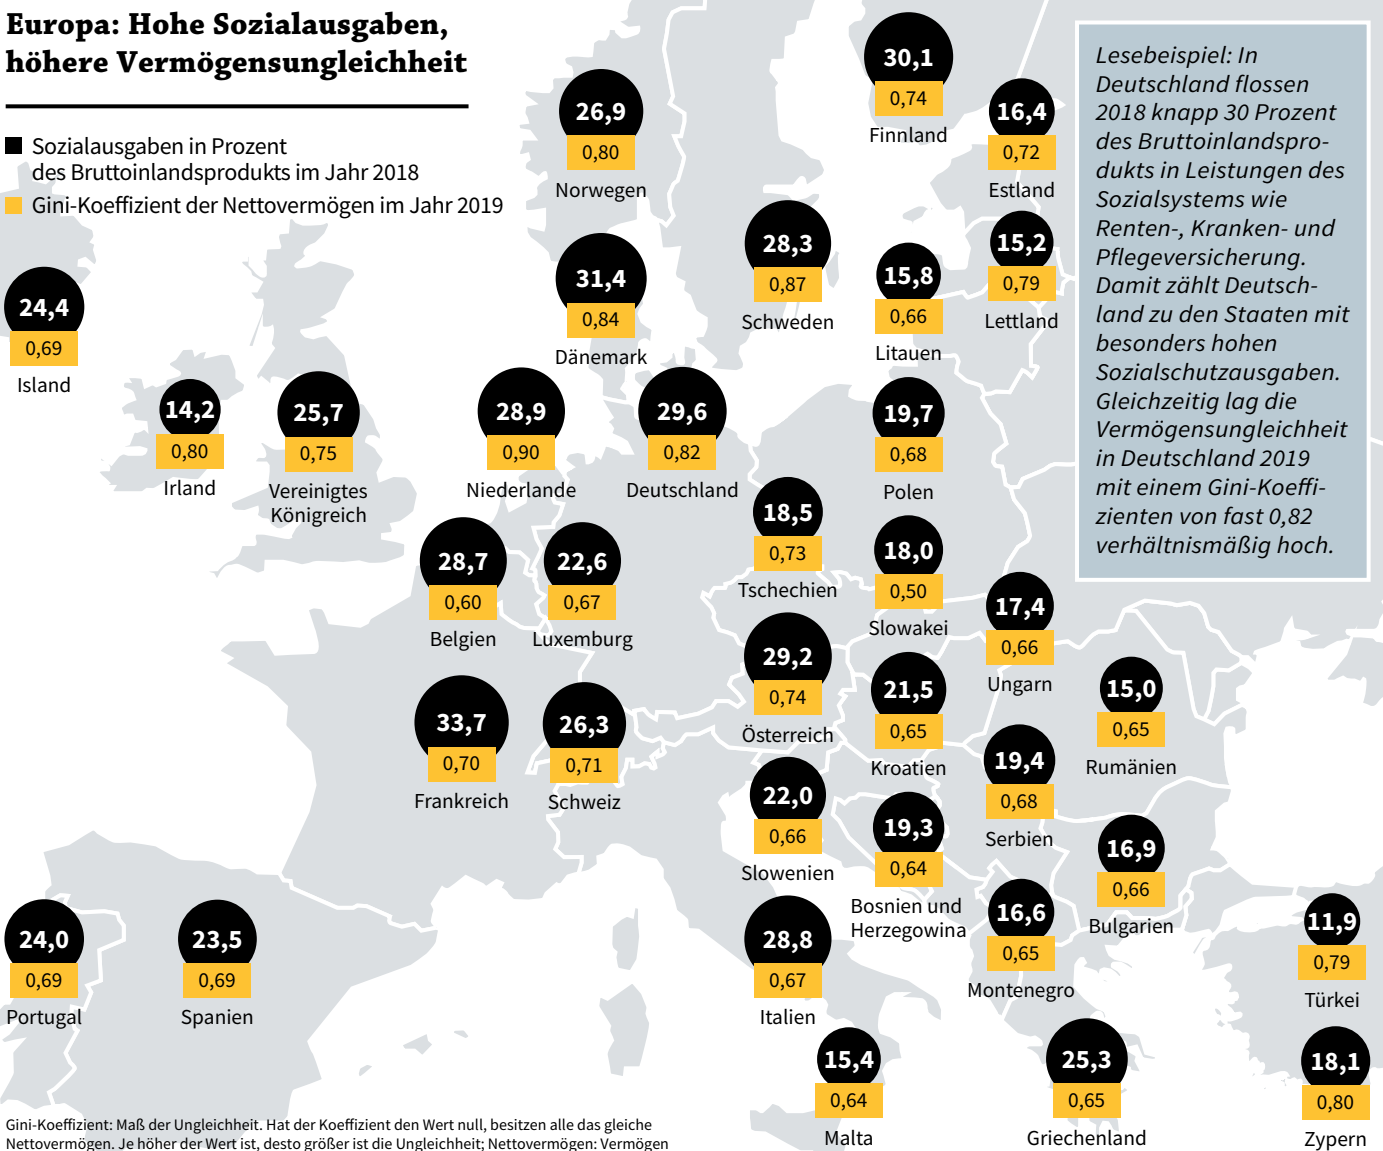 Europa: Hohe Sozialausgaben,
höhere Vermögensungleichheit
Sozialausgaben in Prozent
des Bruttoinlandsprodukts im Jahr 2018
Gini-Koeffizient der Nettovermögen im Jahr 2019
Lesebeispiel: In
Deutschland flossen
2018 knapp 30 Prozent
des Bruttoinlandspro-
dukts in Leistungen des
Sozialsystems wie
Renten-, Kranken- und
Pflegeversicherung.
Damit zählt Deutsch-
land zu den Staaten mit
besonders hohen
Sozialschutzausgaben.
Gleichzeitig lag die
Vermögensungleichheit
in Deutschland 2019
mit einem Gini-Koeffi-
zienten von fast 0,82
verhältnismäßig hoch.
30,1
0,74
Finnland
26,9
0,80
Norwegen
16,4
0,72
Estland
28,3
0,87
Schweden
15,2
0,79
Lettland
31,4
0,84
Dänemark
15,8
0,66
Litauen
24,4
0,69
Island
14,2
0,80
Irland
25,7
0,75
Vereinigtes
Königreich
28,9
0,90
Niederlande
29,6
0,82
Deutschland
19,7
0,68
Polen
18,5
0,73
Tschechien
28,7
0,60
Belgien
22,6
0,67
Luxemburg
18,0
0,50
Slowakei
17,4
0,66
Ungarn
29,2
0,74
Österreich
21,5
0,65
Kroatien
15,0
0,65
Rumänien
33,7
0,70
Frankreich
26,3
0,71
Schweiz
19,4
0,68
Serbien
22,0
0,66
Slowenien
19,3
0,64
Bosnien und
Herzegowina
16,9
0,66
Bulgarien
24,0
0,69
Portugal
23,5
0,69
Spanien
28,8
0,67
Italien
16,6
0,65
Montenegro
11,9
0,79
Türkei
15,4
0,64
Malta
25,3
0,65
Griechenland
18,1
0,80
Zypern
Gini-Koeffizient: Maß der Ungleichheit. Hat der Koeffizient den Wert null, besitzen alle das gleiche
Nettovermögen. Je höher der Wert ist, desto größer ist die Ungleichheit; Nettovermögen: Vermögen